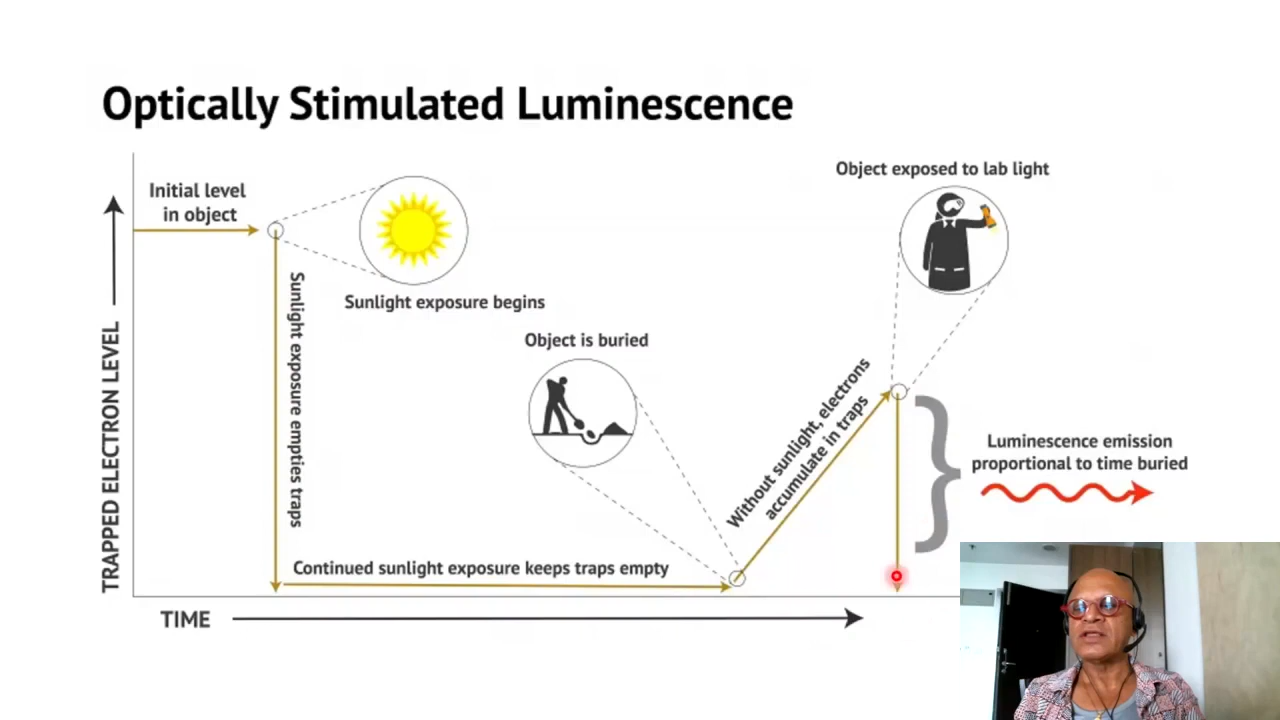 Optically Stimulated Luminescence
Initial level
in object
Sunlight exposure begins
Sunlight exposure empties traps
Object is buried
Continued sunlight exposure keeps traps empty
Without sunlight, electrons
accumulate in traps
Object exposed to lab light
Luminescence emission
proportional to time buried
TRAPPED ELECTRON LEVEL
TIME